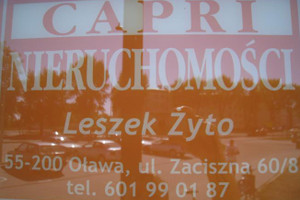 CAPRI
NIERUCHOMOŚCI
Leszek Żyto
55-200 Oława, ul. Zaciszna 60/8
tel. 601 99 01 87